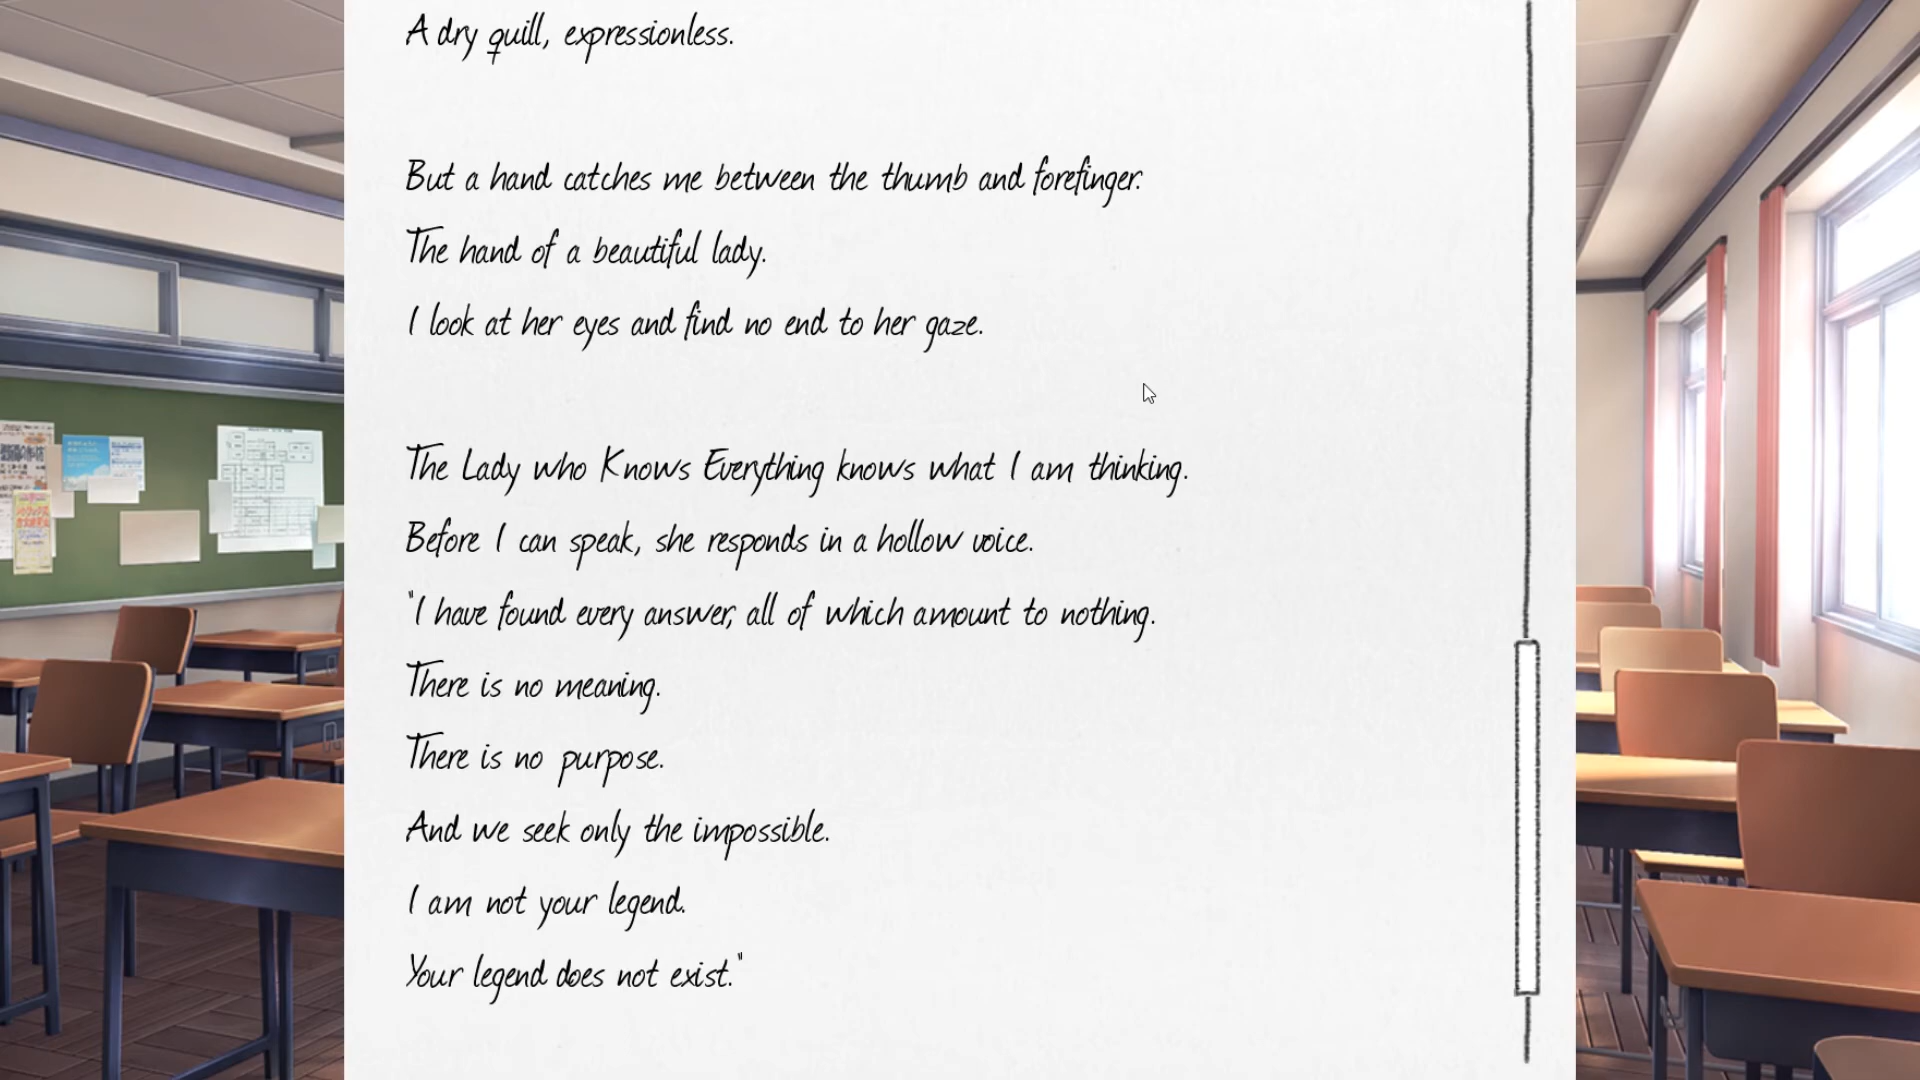 A dry quill, expressionless.
But a hand catches me between the thumb and forefinger.
The hand of a beautiful lady.
I look at her eyes and find no end to her gaze.
The Lady who Knows Everything knows what I am thinking.
Before I can speak, she responds in a hollow voice.
"I have found every answer, all of which amount to nothing.
There is no meaning.
There is no purpose.
And we seek only the impossible.
I am not your legend.
Your legend does not exist."